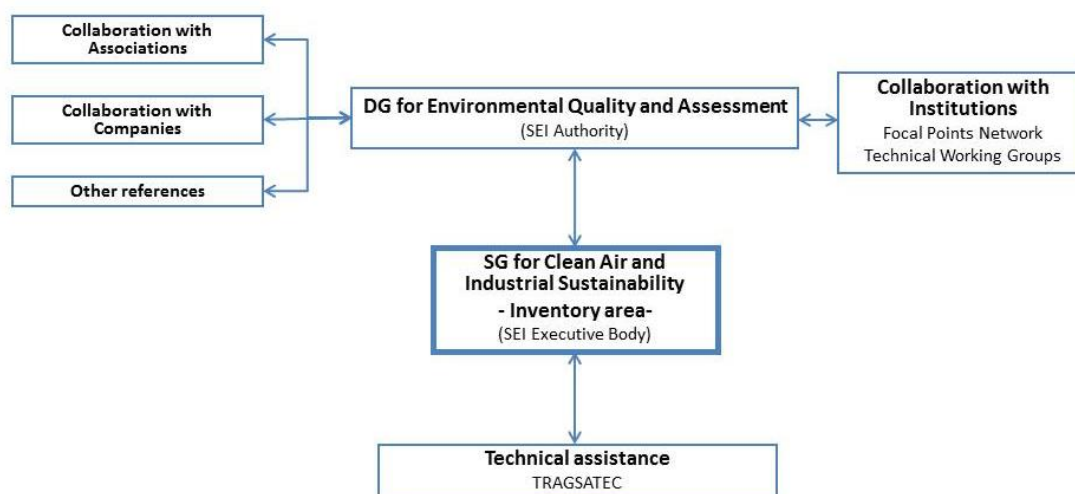 Collaboration with
Associations
Collaboration with
Companies
Other references
DG for Environmental Quality and Assessment
(SEI Authority)
Collaboration with
Institutions
Focal Points Network
Technical Working Groups
SG for Clean Air and
Industrial Sustainability
- Inventory area-
(SEI Executive Body)
Technical assistance
TRAGSATEC